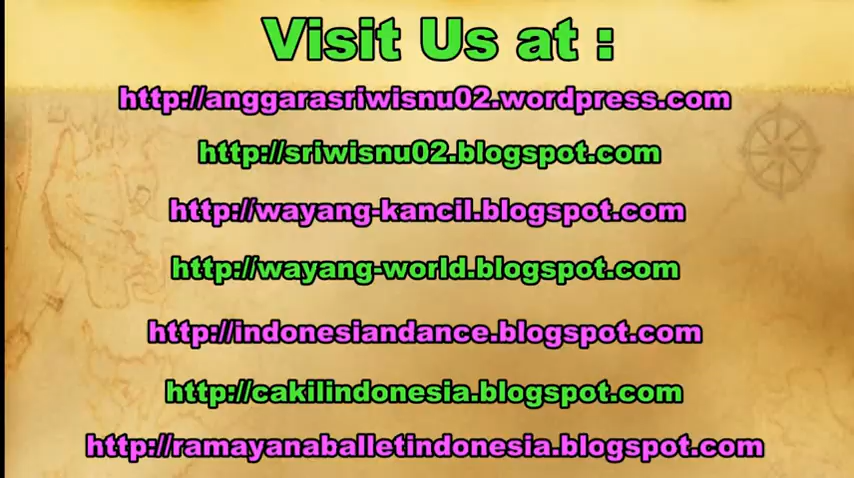 Visit Us at :
http://anggarasriwisnu02.wordpress.com
http://sriwisnu02.blogspot.com
http://wayang-kancil.blogspot.com
http://wayang-world.blogspot.com
http://indonesiandance.blogspot.com
http://cakilindonesia.blogspot.com
http://ramayanaballetindonesia.blogspot.com